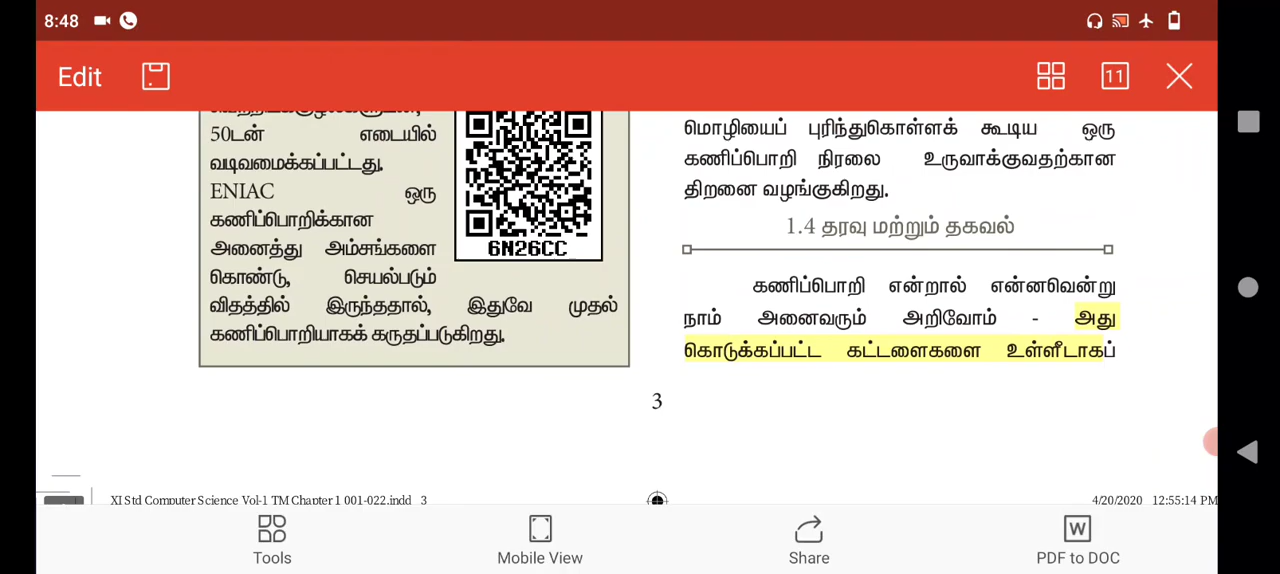 8:48
Edit
11
50டன் எடையில்
வடிவமைக்கப்பட்டது.
ENIAC ஒரு
கணிப்பொறிக்கான
அனைத்து அம்சங்களை
கொண்டு, செயல்படும்
விதத்தில் இருந்ததால், இதுவே முதல்
கணிப்பொறியாகக் கருதப்படுகிறது.
6N26CC
மொழியைப் புரிந்துகொள்ளக் கூடிய ஒரு
கணிப்பொறி நிரலை உருவாக்குவதற்கான
திறனை வழங்குகிறது.
1.4 தரவு மற்றும் தகவல்
கணிப்பொறி என்றால் என்னவென்று
நாம் அனைவரும் அறிவோம் - அது
கொடுக்கப்பட்ட கட்டளைகளை உள்ளீடாகப்
3
XI Std Computer Science Vol-1 TM Chapter 1 001-022.indd 3
4/20/2020 12:55:14 PM
Tools
Mobile View
Share
W
PDF to DOC